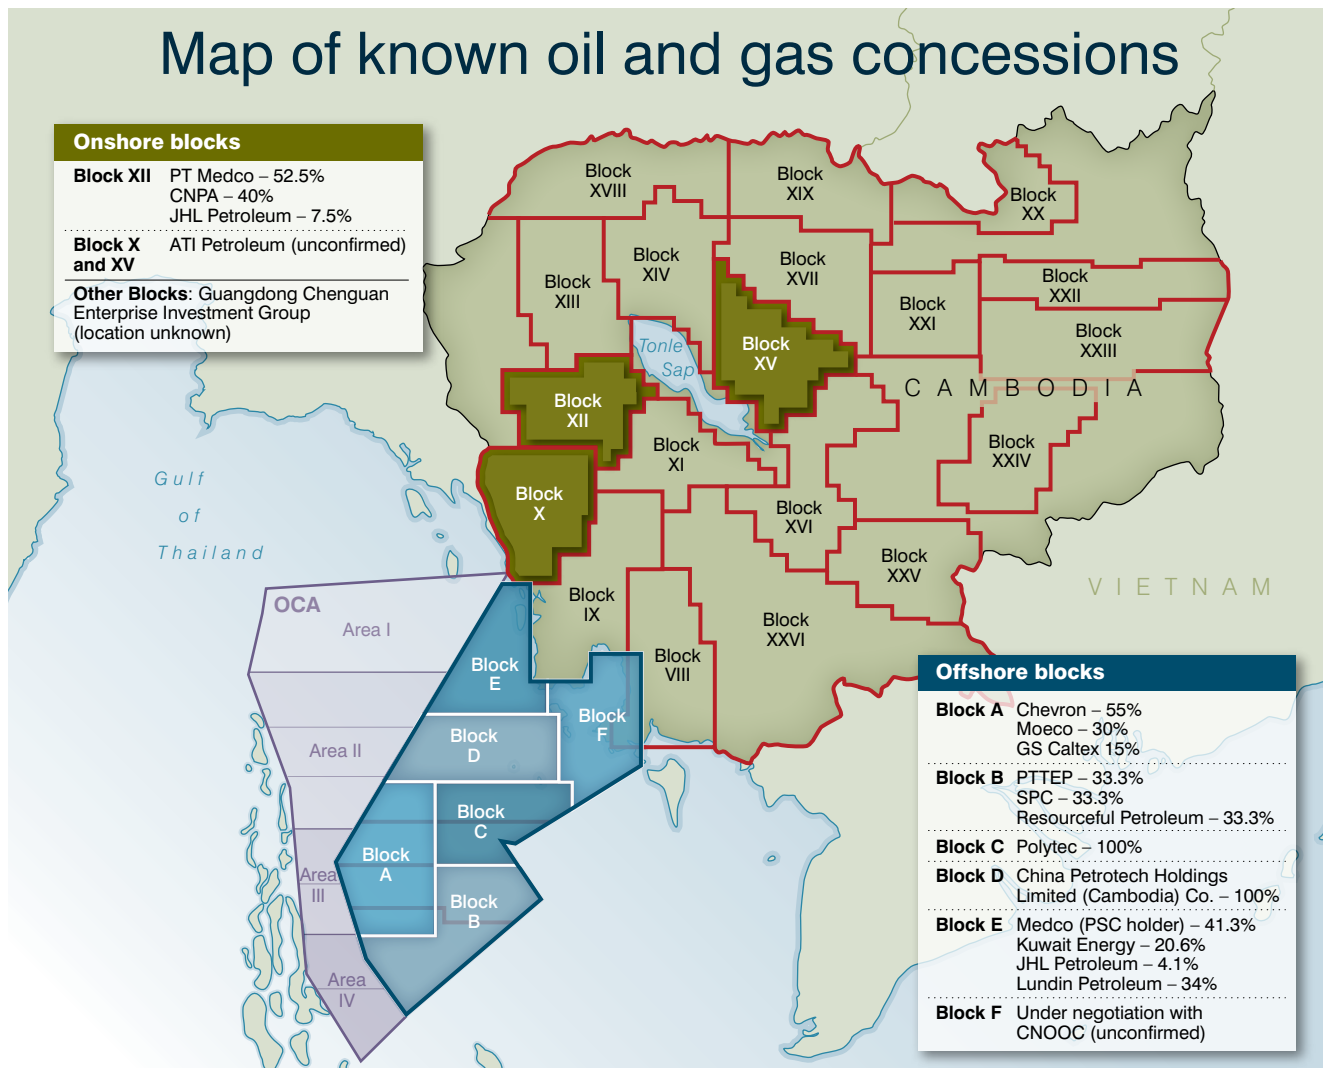 Map of known oil and gas concessions
Onshore blocks
Block XII PT Medco – 52.5%
CNPA – 40%
JHL Petroleum – 7.5%
Block X ATI Petroleum (unconfirmed)
and XV
Other Blocks: Guangdong Chenguan
Enterprise Investment Group
(location unknown)
Block
XVIII
Block
XIX
Block
XX
Block
XIII
Block
XIV
Block
XVII
Block
XXI
Block
XXII
Block
XXIII
Tonle
Sap
Block
XV
CAMBODIA
Block
XII
Block
XI
Block
XXIV
Block
X
Block
XVI
Block
XXV
Gulf
of
Thailand
VIETNAM
Block
IX
Block
XXVI
Block
VIII
OCA
Area I
Area II
Area
III
Area
IV
Block
E
Block
F
Block
D
Block
C
Block
A
Block
B
Offshore blocks
Block A Chevron – 55%
Moeco – 30%
GS Caltex 15%
Block B PTTEP – 33.3%
SPC – 33.3%
Resourceful Petroleum – 33.3%
Block C Polytec – 100%
Block D China Petrotech Holdings
Limited (Cambodia) Co. – 100%
Block E Medco (PSC holder) – 41.3%
Kuwait Energy – 20.6%
JHL Petroleum – 4.1%
Lundin Petroleum – 34%
Block F Under negotiation with
CNOOC (unconfirmed)